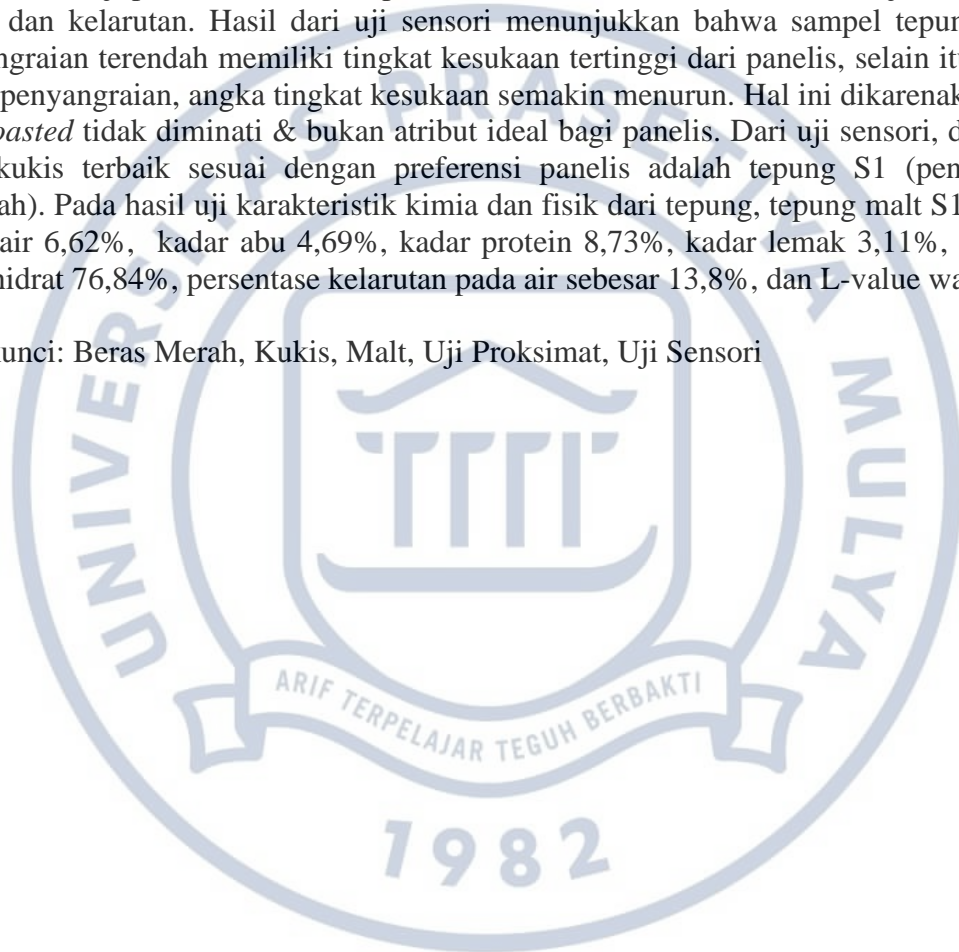 dan kelarutan. Hasil dari uji sensori menunjukkan bahwa sampel tepun
ngraian terendah memiliki tingkat kesukaan tertinggi dari panelis, selain it
penyangraian, angka tingkat kesukaan semakin menurun. Hal ini dikarenak
oasted tidak diminati & bukan atribut ideal bagi panelis. Dari uji sensori, d
kukis terbaik sesuai dengan preferensi panelis adalah tepung S1 (pen
ah). Pada hasil uji karakteristik kimia dan fisik dari tepung, tepung malt S1
air 6,62%, kadar abu 4,69%, kadar protein 8,73%, kadar lemak 3,11%,
hidrat 76,84%, persentase kelarutan pada air sebesar 13,8%, dan L-value wa
unci: Beras Merah, Kukis, Malt, Uji Proksimat, Uji Sensori
UNIVERSITAS PRASETIYA MULYA
ARIF TERPELAJAR TEGUH BERBAKTI
1982